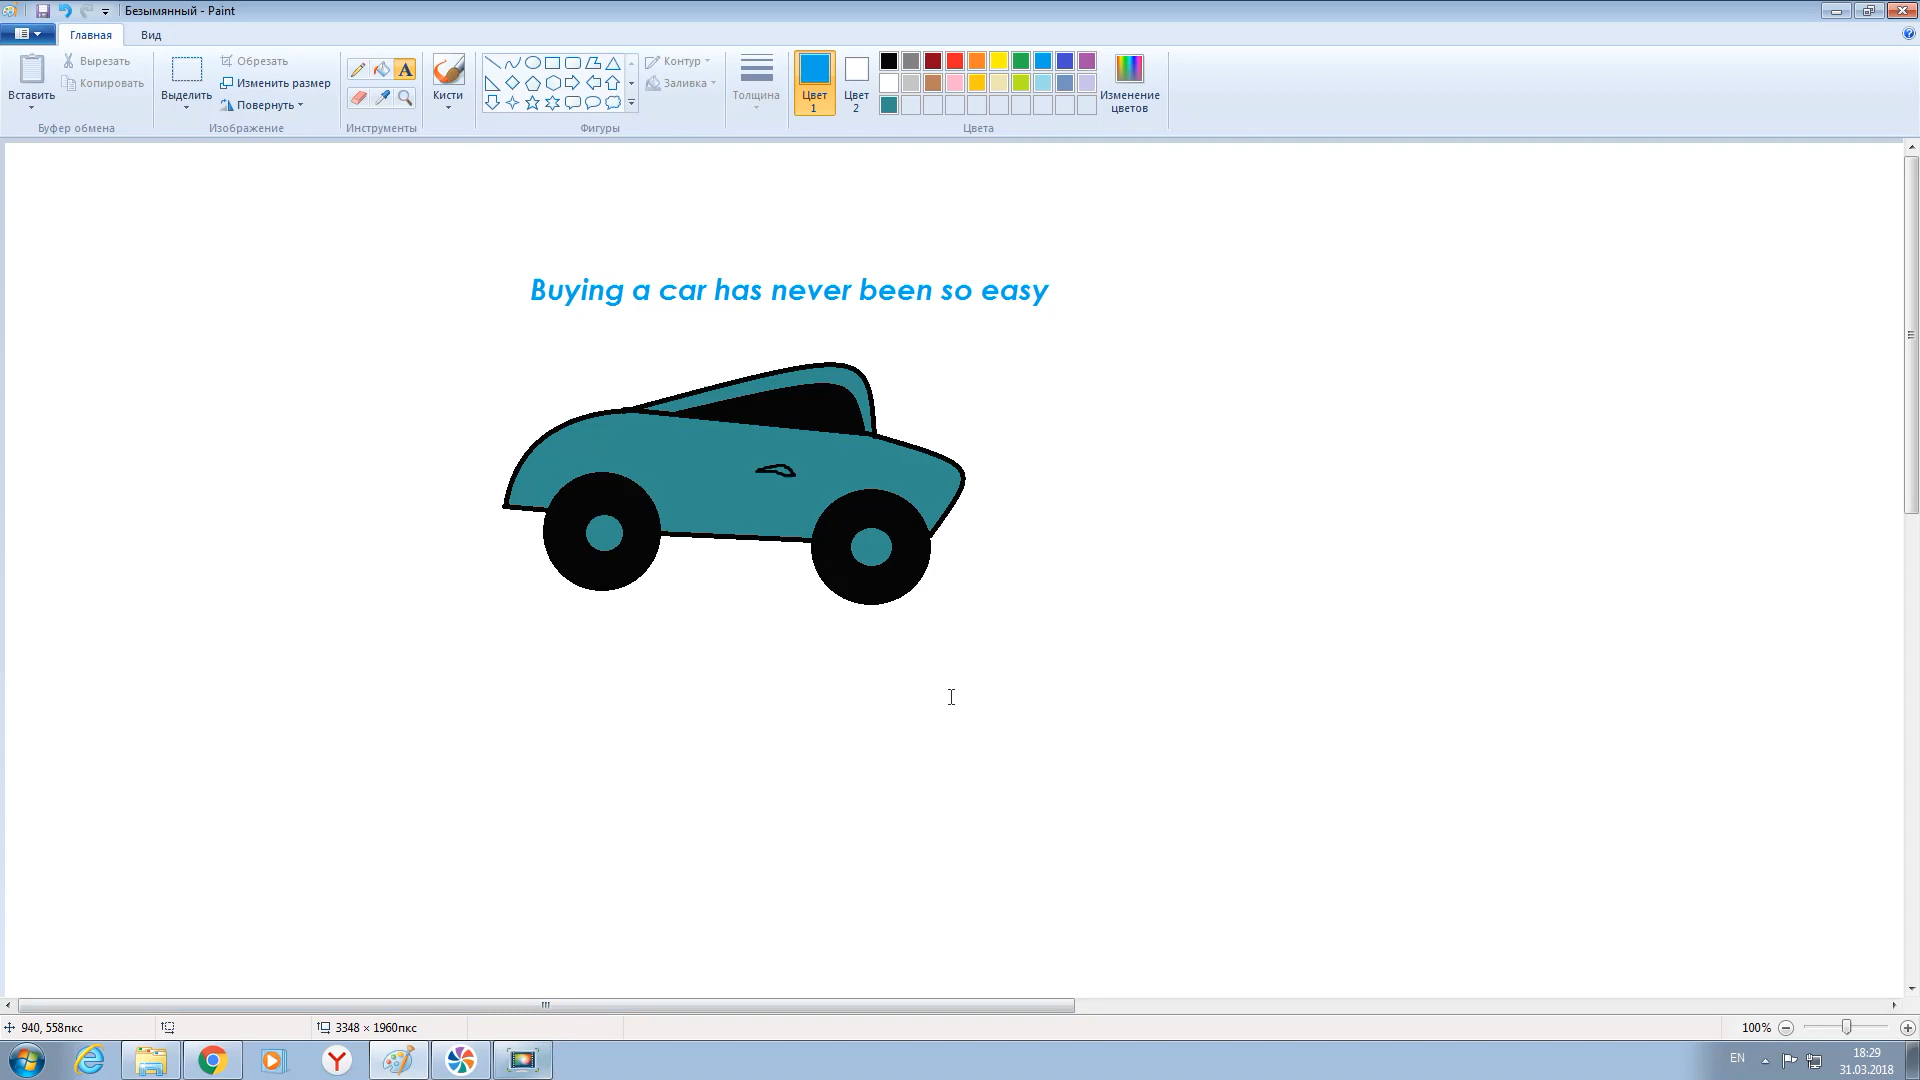 Безымянный - Paint
Главная
Вид
Вставить
Вырезать
Копировать
Буфер обмена
Выделить
Обрезать
Изменить размер
Повернуть
Изображение
A
Инструменты
Кисти
Контур
Заливка
Фигуры
Толщина
Цвет
1
Цвет
2
Изменение
цветов
Цвета
Buying a car has never been so easy
940, 558пкс
3348 × 1960пкс
100%
EN
18:29
31.03.2018